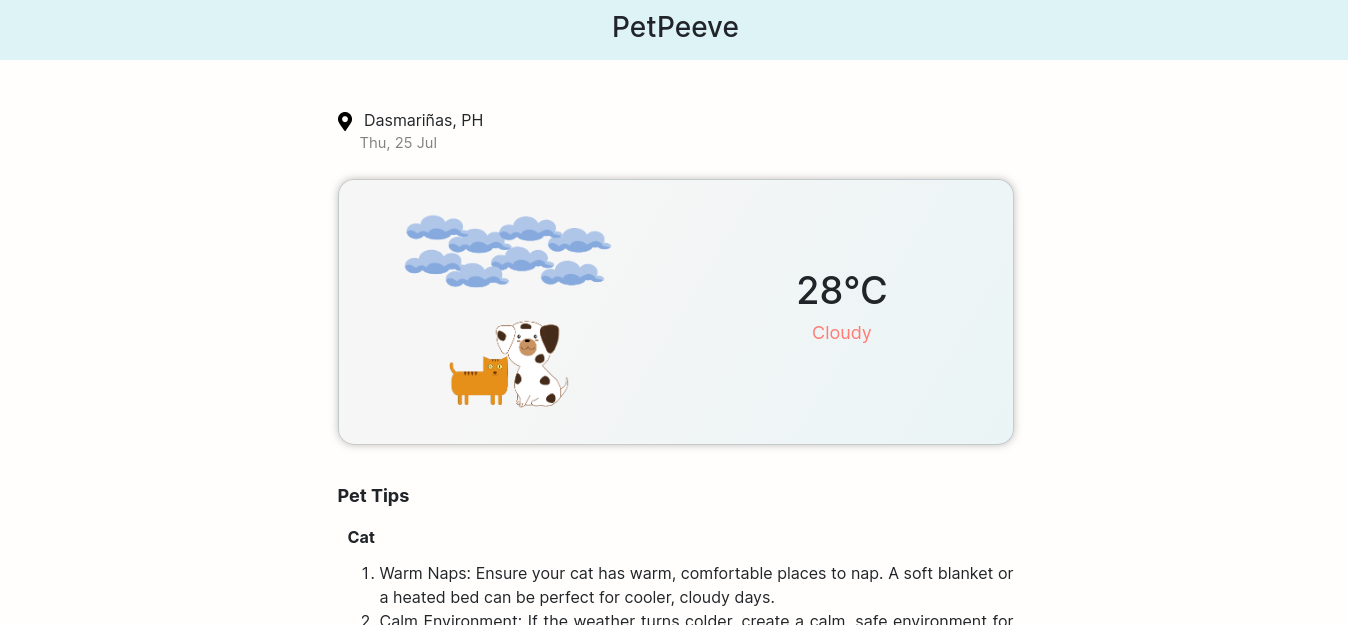 PetPeeve
Dasmariñas, PH
Thu, 25 Jul
28°C
Cloudy
Pet Tips
Cat
1. Warm Naps: Ensure your cat has warm, comfortable places to nap. A soft blanket or
a heated bed can be perfect for cooler, cloudy days.
2. Calm Environment: If the weather turns colder, create a calm, safe environment for